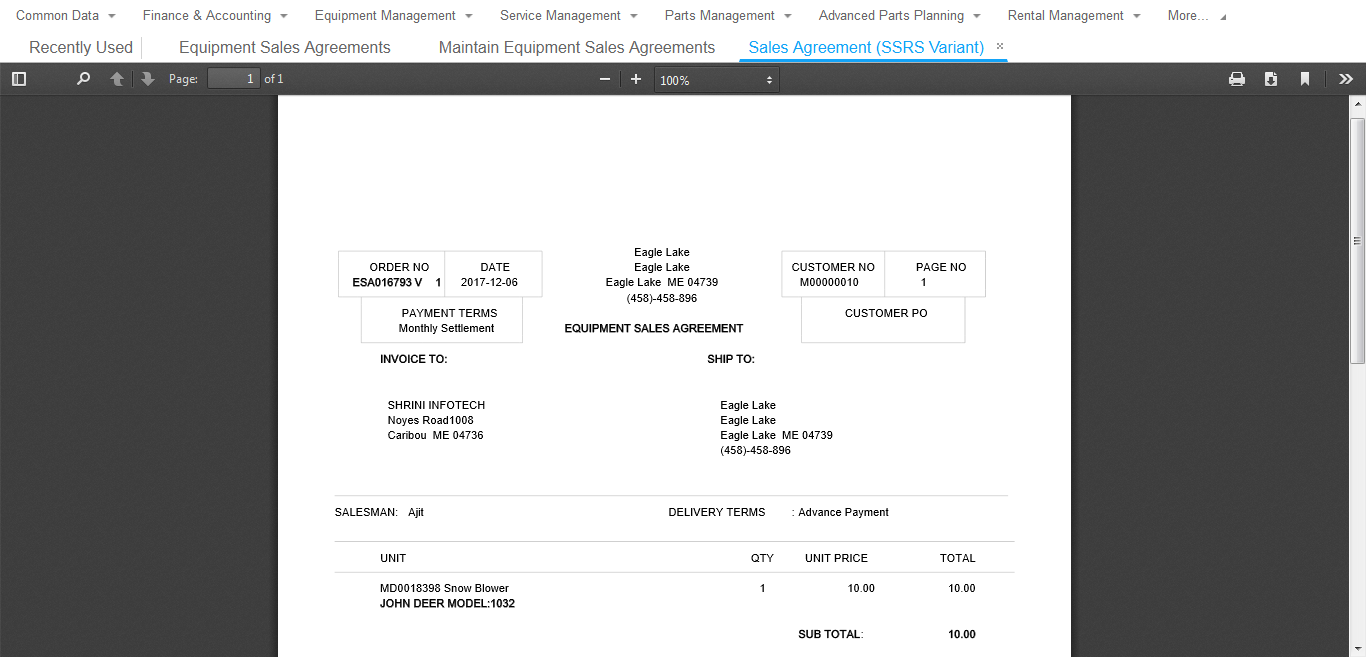 Common Data Finance & Accounting Equipment Management Service Management Parts Management Advanced Parts Planning Rental Management More...
Recently Used Equipment Sales Agreements Maintain Equipment Sales Agreements Sales Agreement (SSRS Variant) ×
Page: 1 of 1 100%
Eagle Lake
ORDER NO DATE Eagle Lake CUSTOMER NO PAGE NO
ESA016793 V 1 2017-12-06 Eagle Lake ME 04739 M00000010 1
(458)-458-896
PAYMENT TERMS CUSTOMER PO
Monthly Settlement EQUIPMENT SALES AGREEMENT
INVOICE TO: SHIP TO:
SHRINI INFOTECH Eagle Lake
Noyes Road1008 Eagle Lake
Caribou ME 04736 Eagle Lake ME 04739
(458)-458-896
SALESMAN: Ajit DELIVERY TERMS : Advance Payment
UNIT QTY UNIT PRICE TOTAL
MD0018398 Snow Blower 1 10.00 10.00
JOHN DEER MODEL:1032
SUB TOTAL: 10.00